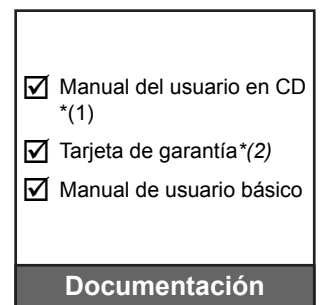 ☑ Manual del usuario en CD
*(1)
☑ Tarjeta de garantía*(2)
☑ Manual de usuario básico
Documentación